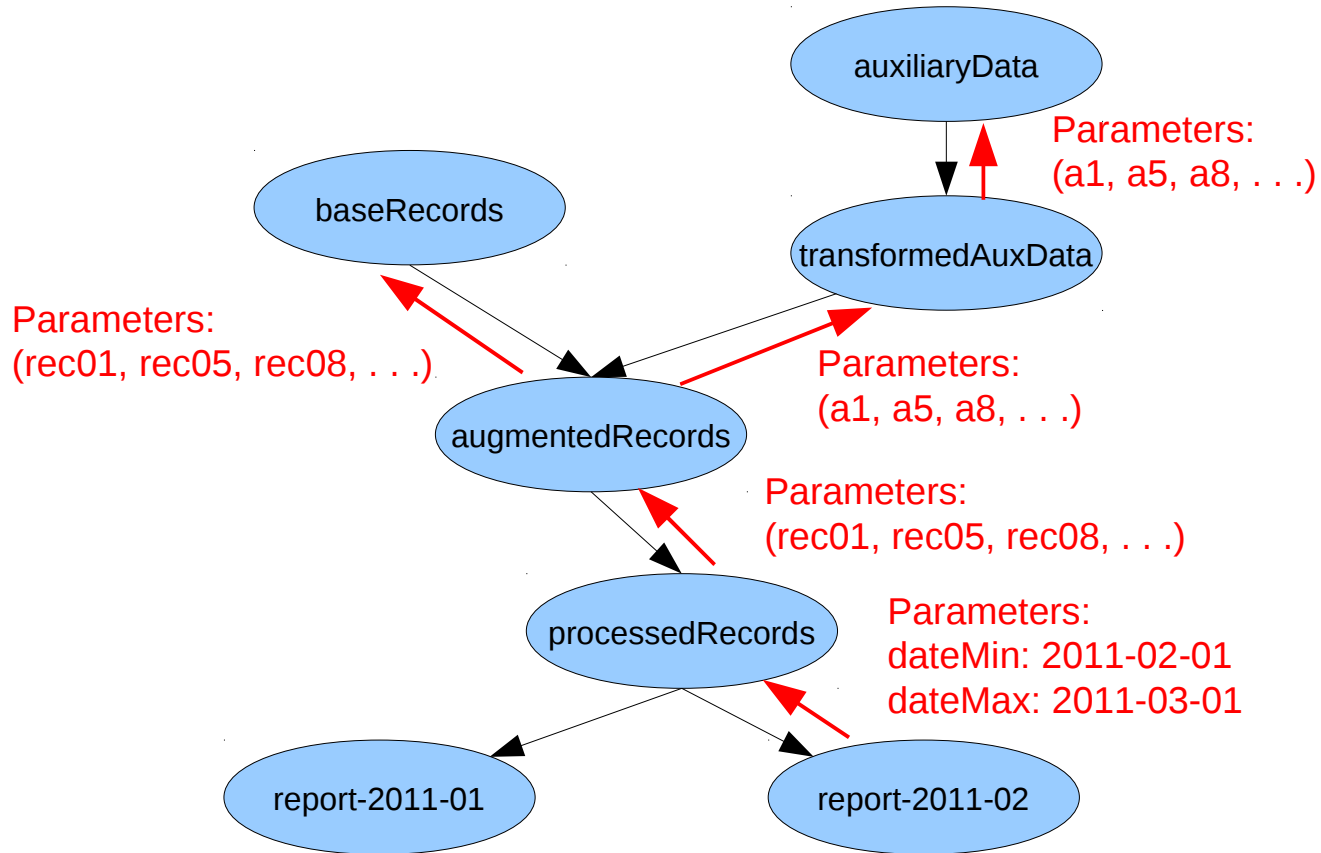 auxiliaryData
Parameters:
(a1, a5, a8, . . .)
baseRecords
transformedAuxData
Parameters:
(rec01, rec05, rec08, . . .)
Parameters:
(a1, a5, a8, . . .)
augmentedRecords
Parameters:
(rec01, rec05, rec08, . . .)
processedRecords
Parameters:
dateMin: 2011-02-01
dateMax: 2011-03-01
report-2011-01
report-2011-02